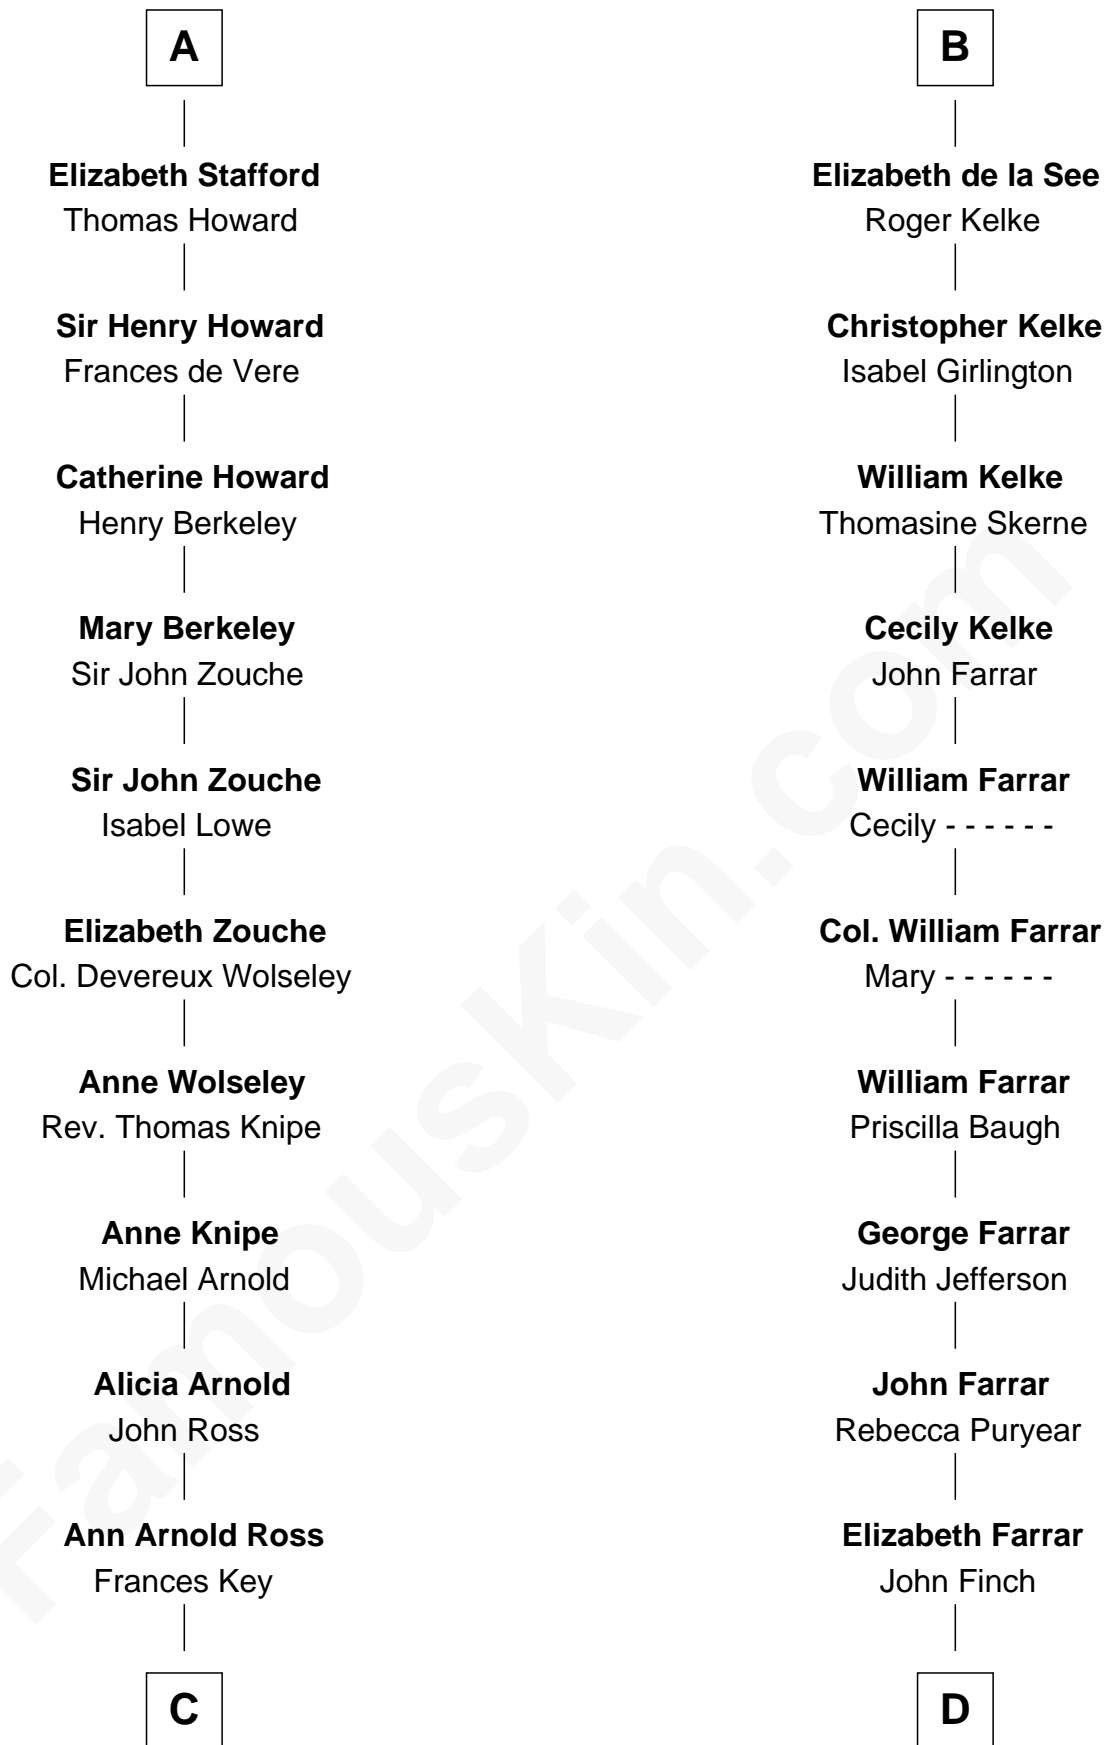 A
Elizabeth Stafford
Thomas Howard
Sir Henry Howard
Frances de Vere
Catherine Howard
Henry Berkeley
Mary Berkeley
Sir John Zouche
Sir John Zouche
Isabel Lowe
Elizabeth Zouche
Col. Devereux Wolseley
Anne Wolseley
Rev. Thomas Knipe
Anne Knipe
Michael Arnold
Alicia Arnold
John Ross
Ann Arnold Ross
Frances Key
C
B
Elizabeth de la See
Roger Kelke
Christopher Kelke
Isabel Girlington
William Kelke
Thomasine Skerne
Cecily Kelke
John Farrar
William Farrar
Cecily - - - - - -
Col. William Farrar
Mary - - - - - -
William Farrar
Priscilla Baugh
George Farrar
Judith Jefferson
John Farrar
Rebecca Puryear
Elizabeth Farrar
John Finch
D
FamousKin.com